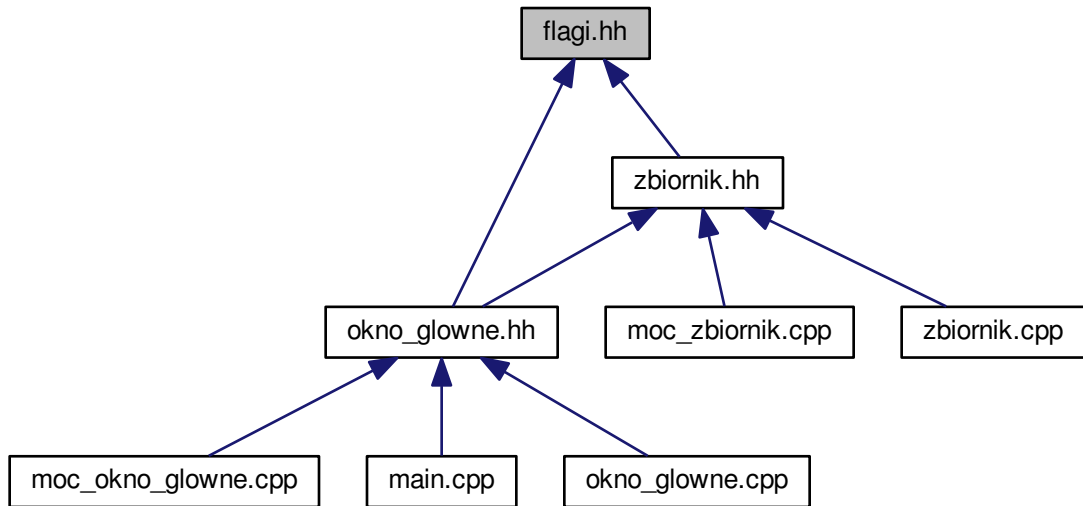 flagi.hh
zbiornik.hh
okno_glowne.hh
moc_zbiornik.cpp
zbiornik.cpp
moc_okno_glowne.cpp
main.cpp
okno_glowne.cpp